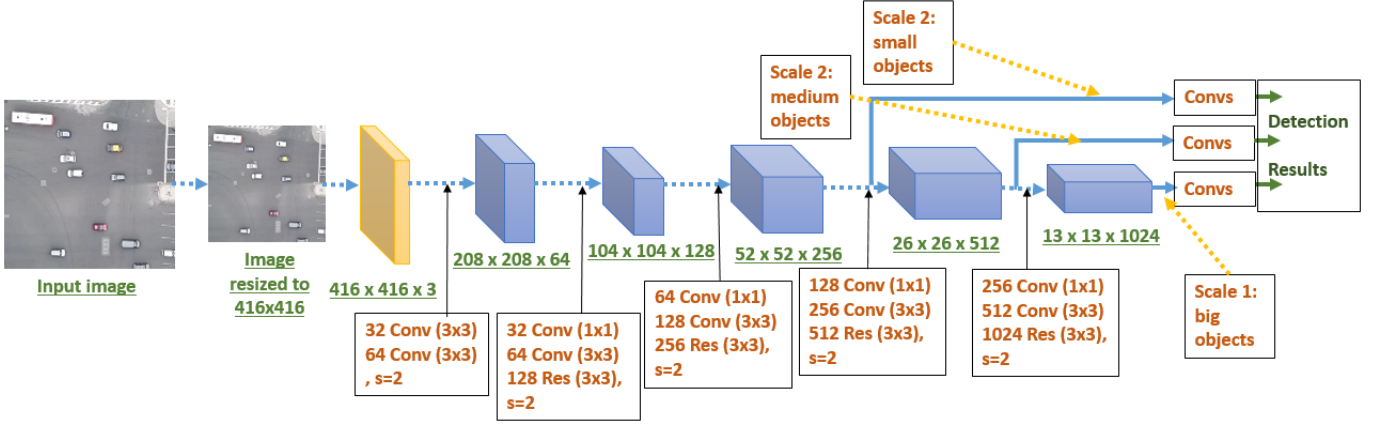 Input image
Image
resized to
416x416
416 x 416 x 3
32 Conv (3x3)
64 Conv (3x3)
, s=2
208 x 208 x 64
32 Conv (1x1)
64 Conv (3x3)
128 Res (3x3),
s=2
104 x 104 x 128
64 Conv (1x1)
128 Conv (3x3)
256 Res (3x3),
s=2
52 x 52 x 256
128 Conv (1x1)
256 Conv (3x3)
512 Res (3x3),
s=2
26 x 26 x 512
256 Conv (1x1)
512 Conv (3x3)
1024 Res (3x3),
s=2
13 x 13 x 1024
Scale 2:
medium
objects
Scale 2:
small
objects
Scale 1:
big
objects
Convs
Convs
Convs
Detection
Results